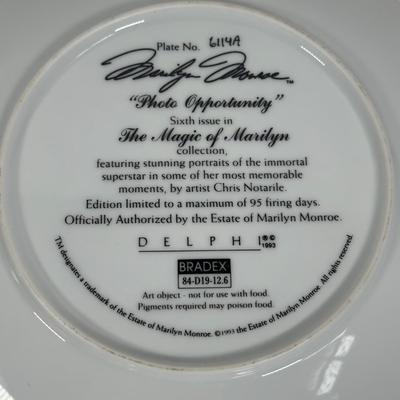 Plate No. 6114A
Marilyn Monroe™
"Photo Opportunity"
Sixth issue in
The Magic of Marilyn
collection,
featuring stunning portraits of the immortal
superstar in some of her most memorable
moments, by artist Chris Notarile.
Edition limited to a maximum of 95 firing days.
Officially Authorized by the Estate of Marilyn Monroe.
DELPHI ®© 1993
BRADEX
84-D19-12.6
Art object - not for use with food.
Pigments required may poison food.
TM designates a trademark of the Estate of Marilyn Monroe. ©1993 the Estate of Marilyn Monroe. All rights reserved.